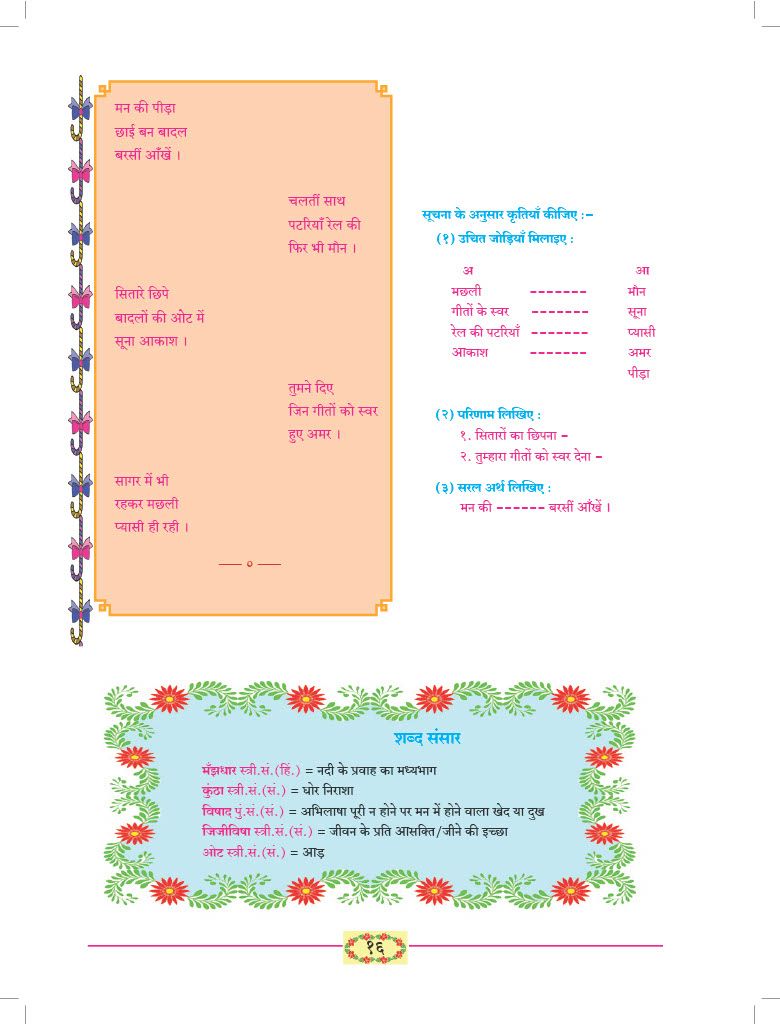 मन की पीड़ा
छाई बन बादल
बरसीं आँखें ।
चलतीं साथ
पटरियाँ रेल की
फिर भी मौन ।
सितारे छिपे
बादलों की ओट में
सूना आकाश ।
तुमने दिए
जिन गीतों को स्वर
हुए अमर ।
सागर में भी
रहकर मछली
प्यासी ही रही ।
—— ० ——
सूचना के अनुसार कृतियाँ कीजिए :–
(१) उचित जोड़ियाँ मिलाइए :
अ आ
मछली ------- मौन
गीतों के स्वर ------- सूना
रेल की पटरियाँ ------- प्यासी
आकाश ------- अमर
पीड़ा
(२) परिणाम लिखिए :
१. सितारों का छिपना –
२. तुम्हारा गीतों को स्वर देना –
(३) सरल अर्थ लिखिए :
मन की ------ बरसीं आँखें ।
शब्द संसार
मँझधार स्त्री.सं.(हिं.) = नदी के प्रवाह का मध्यभाग
कुंठा स्त्री.सं.(सं.) = घोर निराशा
विषाद पुं.सं.(सं.) = अभिलाषा पूरी न होने पर मन में होने वाला खेद या दुख
जिजीविषा स्त्री.सं.(सं.) = जीवन के प्रति आसक्ति/जीने की इच्छा
ओट स्त्री.सं.(सं.) = आड़
१६